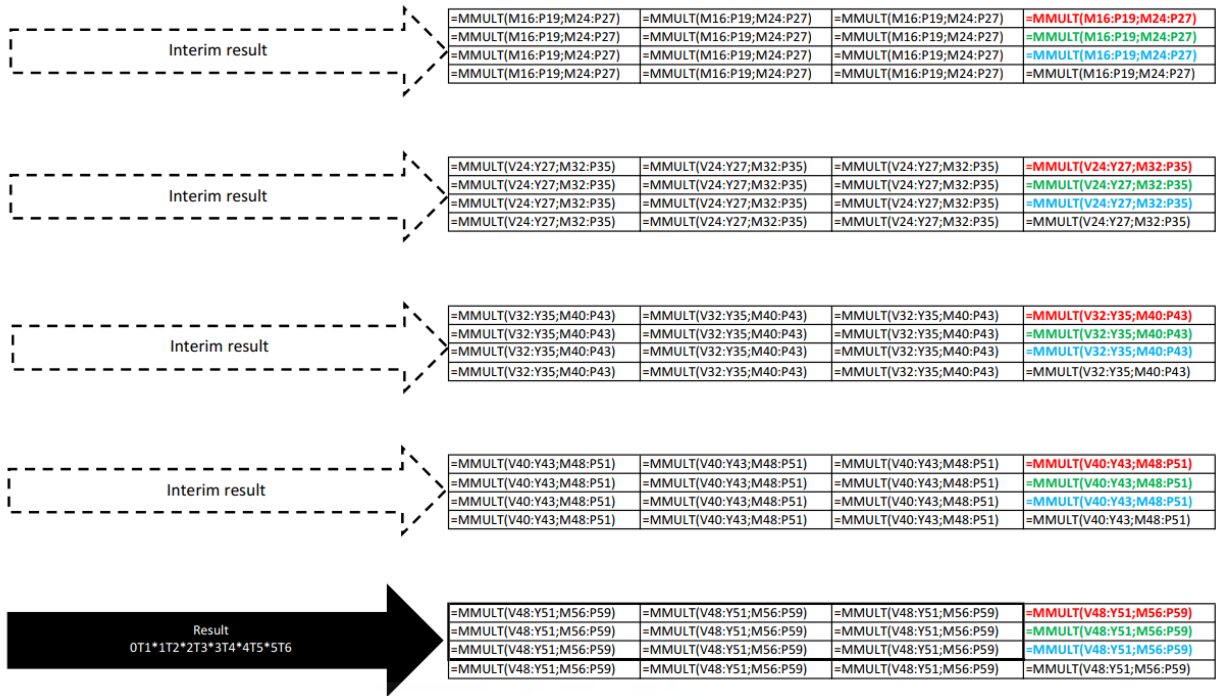 =MMULT(M16:P19;M24:P27) =MMULT(M16:P19;M24:P27) =MMULT(M16:P19;M24:P27) =MMULT(M16:P19;M24:P27)
=MMULT(M16:P19;M24:P27) =MMULT(M16:P19;M24:P27) =MMULT(M16:P19;M24:P27) =MMULT(M16:P19;M24:P27)
Interim result
=MMULT(M16:P19;M24:P27) =MMULT(M16:P19;M24:P27) =MMULT(M16:P19;M24:P27) =MMULT(M16:P19;M24:P27)
=MMULT(M16:P19;M24:P27) =MMULT(M16:P19;M24:P27) =MMULT(M16:P19;M24:P27) =MMULT(M16:P19;M24:P27)
=MMULT(V24:Y27;M32:P35) =MMULT(V24:Y27;M32:P35) =MMULT(V24:Y27;M32:P35) =MMULT(V24:Y27;M32:P35)
=MMULT(V24:Y27;M32:P35) =MMULT(V24:Y27;M32:P35) =MMULT(V24:Y27;M32:P35) =MMULT(V24:Y27;M32:P35)
Interim result
=MMULT(V24:Y27;M32:P35) =MMULT(V24:Y27;M32:P35) =MMULT(V24:Y27;M32:P35) =MMULT(V24:Y27;M32:P35)
=MMULT(V24:Y27;M32:P35) =MMULT(V24:Y27;M32:P35) =MMULT(V24:Y27;M32:P35) =MMULT(V24:Y27;M32:P35)
=MMULT(V32:Y35;M40:P43) =MMULT(V32:Y35;M40:P43) =MMULT(V32:Y35;M40:P43) =MMULT(V32:Y35;M40:P43)
=MMULT(V32:Y35;M40:P43) =MMULT(V32:Y35;M40:P43) =MMULT(V32:Y35;M40:P43) =MMULT(V32:Y35;M40:P43)
Interim result
=MMULT(V32:Y35;M40:P43) =MMULT(V32:Y35;M40:P43) =MMULT(V32:Y35;M40:P43) =MMULT(V32:Y35;M40:P43)
=MMULT(V32:Y35;M40:P43) =MMULT(V32:Y35;M40:P43) =MMULT(V32:Y35;M40:P43) =MMULT(V32:Y35;M40:P43)
=MMULT(V40:Y43;M48:P51) =MMULT(V40:Y43;M48:P51) =MMULT(V40:Y43;M48:P51) =MMULT(V40:Y43;M48:P51)
=MMULT(V40:Y43;M48:P51) =MMULT(V40:Y43;M48:P51) =MMULT(V40:Y43;M48:P51) =MMULT(V40:Y43;M48:P51)
Interim result
=MMULT(V40:Y43;M48:P51) =MMULT(V40:Y43;M48:P51) =MMULT(V40:Y43;M48:P51) =MMULT(V40:Y43;M48:P51)
=MMULT(V40:Y43;M48:P51) =MMULT(V40:Y43;M48:P51) =MMULT(V40:Y43;M48:P51) =MMULT(V40:Y43;M48:P51)
=MMULT(V48:Y51;M56:P59) =MMULT(V48:Y51;M56:P59) =MMULT(V48:Y51;M56:P59) =MMULT(V48:Y51;M56:P59)
Result
=MMULT(V48:Y51;M56:P59) =MMULT(V48:Y51;M56:P59) =MMULT(V48:Y51;M56:P59) =MMULT(V48:Y51;M56:P59)
0T1*1T2*2T3*3T4*4T5*5T6
=MMULT(V48:Y51;M56:P59) =MMULT(V48:Y51;M56:P59) =MMULT(V48:Y51;M56:P59) =MMULT(V48:Y51;M56:P59)
=MMULT(V48:Y51;M56:P59) =MMULT(V48:Y51;M56:P59) =MMULT(V48:Y51;M56:P59) =MMULT(V48:Y51;M56:P59)